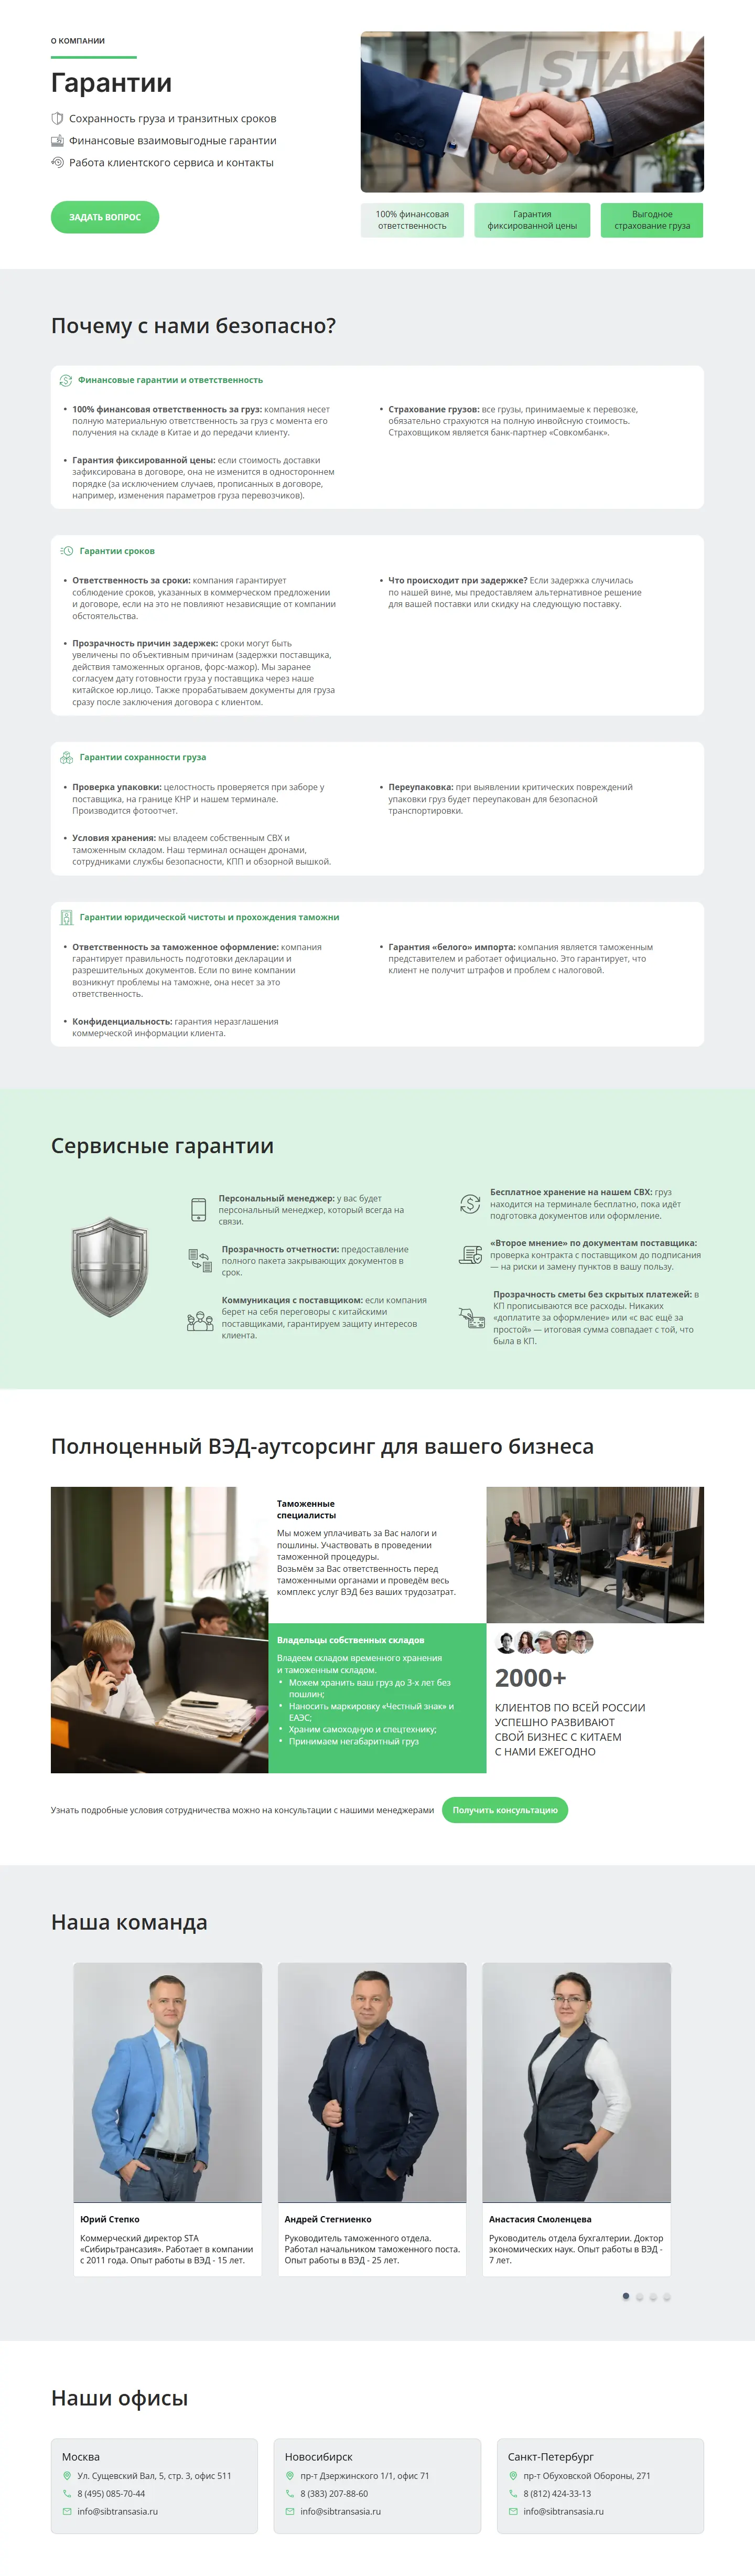 О КОМПАНИИ
Гарантии
Сохранность груза и транзитных сроков
Финансовые взаимовыгодные гарантии
Работа клиентского сервиса и контакты
ЗАДАТЬ ВОПРОС
STA
100% финансовая
ответственность
Гарантия
фиксированной цены
Выгодное
страхование груза
Почему с нами безопасно?
Финансовые гарантии и ответственность
• 100% финансовая ответственность за груз: компания несет
полную материальную ответственность за груз с момента его
получения на складе в Китае и до передачи клиенту.
• Гарантия фиксированной цены: если стоимость доставки
зафиксирована в договоре, она не изменится в одностороннем
порядке (за исключением случаев, прописанных в договоре,
например, изменения параметров груза перевозчиков).
• Страхование грузов: все грузы, принимаемые к перевозке,
обязательно страхуются на полную инвойсную стоимость.
Страховщиком является банк-партнер «Совкомбанк».
Гарантии сроков
• Ответственность за сроки: компания гарантирует
соблюдение сроков, указанных в коммерческом предложении
и договоре, если на это не повлияют независящие от компании
обстоятельства.
• Прозрачность причин задержек: сроки могут быть
увеличены по объективным причинам (задержки поставщика,
действия таможенных органов, форс-мажор). Мы заранее
согласуем дату готовности груза у поставщика через наше
китайское юр.лицо. Также прорабатываем документы для груза
сразу после заключения договора с клиентом.
• Что происходит при задержке? Если задержка случилась
по нашей вине, мы предоставляем альтернативное решение
для вашей поставки или скидку на следующую поставку.
Гарантии сохранности груза
• Проверка упаковки: целостность проверяется при заборе у
поставщика, на границе КНР и нашем терминале.
Производится фотоотчет.
• Условия хранения: мы владеем собственным СВХ и
таможенным складом. Наш терминал оснащен дронами,
сотрудниками службы безопасности, КПП и обзорной вышкой.
• Переупаковка: при выявлении критических повреждений
упаковки груз будет переупакован для безопасной
транспортировки.
Гарантии юридической чистоты и прохождения таможни
• Ответственность за таможенное оформление: компания
гарантирует правильность подготовки декларации и
разрешительных документов. Если по вине компании
возникнут проблемы на таможне, она несет за это
ответственность.
• Конфиденциальность: гарантия неразглашения
коммерческой информации клиента.
• Гарантия «белого» импорта: компания является таможенным
представителем и работает официально. Это гарантирует, что
клиент не получит штрафов и проблем с налоговой.
Сервисные гарантии
Персональный менеджер: у вас будет
персональный менеджер, который всегда на
связи.
Прозрачность отчетности: предоставление
полного пакета закрывающих документов в
срок.
Коммуникация с поставщиком: если компания
берет на себя переговоры с китайскими
поставщиками, гарантируем защиту интересов
клиента.
Бесплатное хранение на нашем СВХ: груз
находится на терминале бесплатно, пока идёт
подготовка документов или оформление.
«Второе мнение» по документам поставщика:
проверка контракта с поставщиком до подписания
— на риски и замену пунктов в вашу пользу.
Прозрачность сметы без скрытых платежей: в
КП прописываются все расходы. Никаких
«доплатите за оформление» или «с вас ещё за
простой» — итоговая сумма совпадает с той, что
была в КП.
Полноценный ВЭД-аутсорсинг для вашего бизнеса
Таможенные
специалисты
Мы можем уплачивать за Вас налоги и
пошлины. Участвовать в проведении
таможенной процедуры.
Возьмём за Вас ответственность перед
таможенными органами и проведём весь
комплекс услуг ВЭД без ваших трудозатрат.
Владельцы собственных складов
Владеем складом временного хранения
и таможенным складом.
• Можем хранить ваш груз до 3-х лет без
пошлин;
• Наносить маркировку «Честный знак» и
ЕАЭС;
• Храним самоходную и спецтехнику;
• Принимаем негабаритный груз
2000+
КЛИЕНТОВ ПО ВСЕЙ РОССИИ
УСПЕШНО РАЗВИВАЮТ
СВОЙ БИЗНЕС С КИТАЕМ
С НАМИ ЕЖЕГОДНО
Узнать подробные условия сотрудничества можно на консультации с нашими менеджерами
Получить консультацию
Наша команда
Юрий Степко
Коммерческий директор STA
«Сибирьтрансазия». Работает в компании
с 2011 года. Опыт работы в ВЭД - 15 лет.
Андрей Стегниенко
Руководитель таможенного отдела.
Работал начальником таможенного поста.
Опыт работы в ВЭД - 25 лет.
Анастасия Смоленцева
Руководитель отдела бухгалтерии. Доктор
экономических наук. Опыт работы в ВЭД -
7 лет.
Наши офисы
Москва
Ул. Сущевский Вал, 5, стр. 3, офис 511
8 (495) 085-70-44
info@sibtransasia.ru
Новосибирск
пр-т Дзержинского 1/1, офис 71
8 (383) 207-88-60
info@sibtransasia.ru
Санкт-Петербург
пр-т Обуховской Обороны, 271
8 (812) 424-33-13
info@sibtransasia.ru